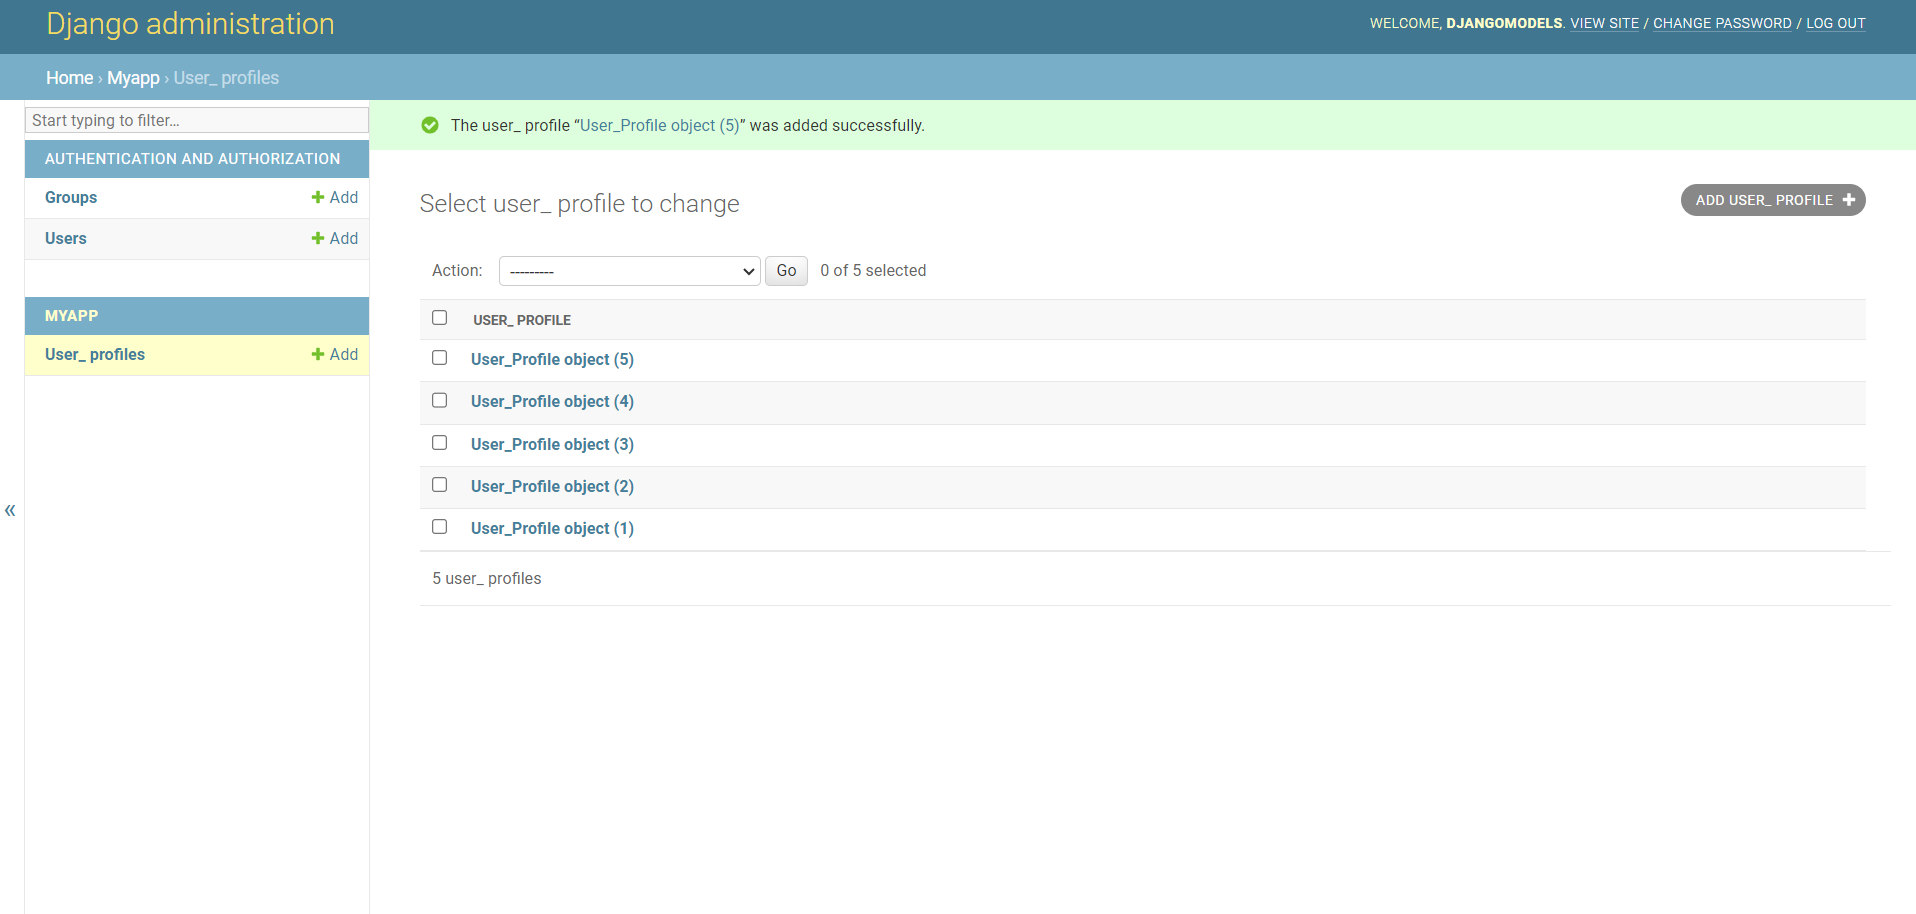 Django administration
WELCOME, DJANGOMODELS. VIEW SITE / CHANGE PASSWORD / LOG OUT
Home › Myapp › User_ profiles
Start typing to filter…
AUTHENTICATION AND AUTHORIZATION
Groups
Add
Users
Add
MYAPP
User_ profiles
Add
«
The user_ profile “User_Profile object (5)” was added successfully.
Select user_ profile to change
ADD USER_ PROFILE
Action: --------- Go 0 of 5 selected
USER_ PROFILE
User_Profile object (5)
User_Profile object (4)
User_Profile object (3)
User_Profile object (2)
User_Profile object (1)
5 user_ profiles